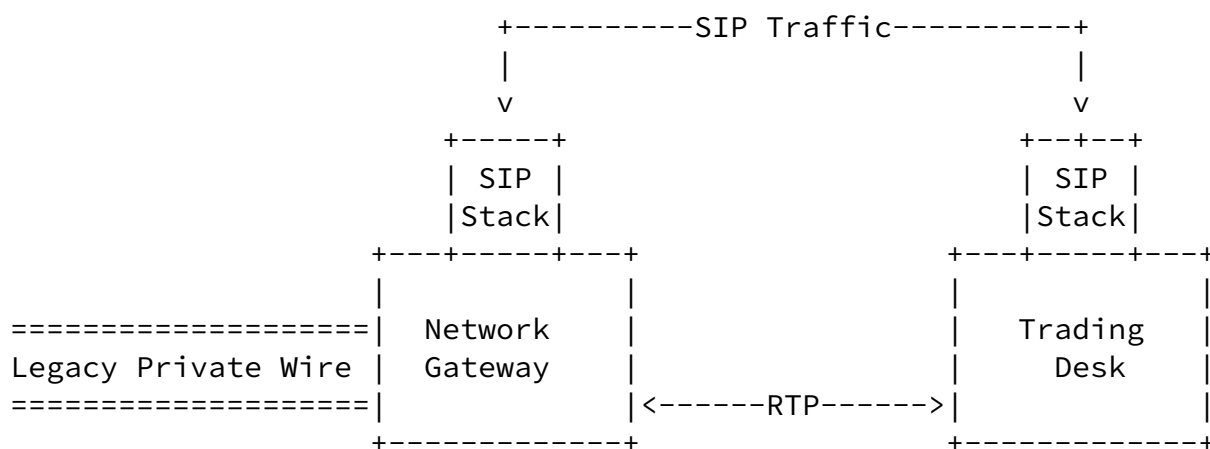 SIP Traffic
SIP SIP
Stack Stack
Network Trading
Legacy Private Wire Gateway Desk
RTP